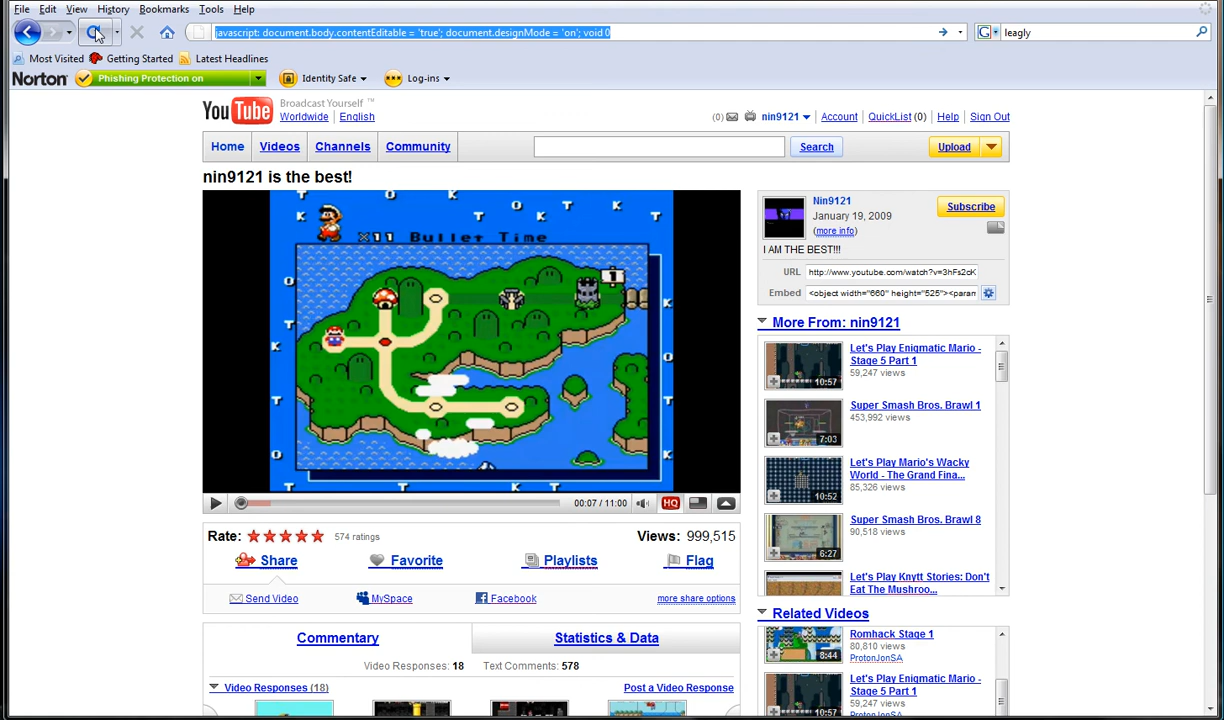 File Edit View History Bookmarks Tools Help
javascript: document.body.contentEditable = 'true'; document.designMode = 'on'; void 0
leagly
Most Visited Getting Started Latest Headlines
Norton Phishing Protection on Identity Safe Log-ins
YouTube Broadcast Yourself ™
Worldwide English
(0) nin9121 Account QuickList (0) Help Sign Out
Home Videos Channels Community Search Upload
nin9121 is the best!
x11 Bullet Time
1
00:07 / 11:00 HQ
Rate: 574 ratings Views: 999,515
Share Favorite Playlists Flag
Send Video MySpace Facebook more share options
Commentary Statistics & Data
Video Responses: 18 Text Comments: 578
Video Responses (18) Post a Video Response
Nin9121
January 19, 2009
(more info)
Subscribe
I AM THE BEST!!!
URL http://www.youtube.com/watch?v=3hFs2cK
Embed <object width="660" height="525"><param
More From: nin9121
Let's Play Enigmatic Mario -
Stage 5 Part 1
59,247 views
10:57
Super Smash Bros. Brawl 1
453,992 views
7:03
Let's Play Mario's Wacky
World - The Grand Fina...
85,326 views
10:52
Super Smash Bros. Brawl 8
90,518 views
6:27
Let's Play Knytt Stories: Don't
Eat The Mushroo...
Related Videos
Romhack Stage 1
80,810 views
ProtonJonSA
8:44
Let's Play Enigmatic Mario -
Stage 5 Part 1
59,247 views
ProtonJonSA
10:57